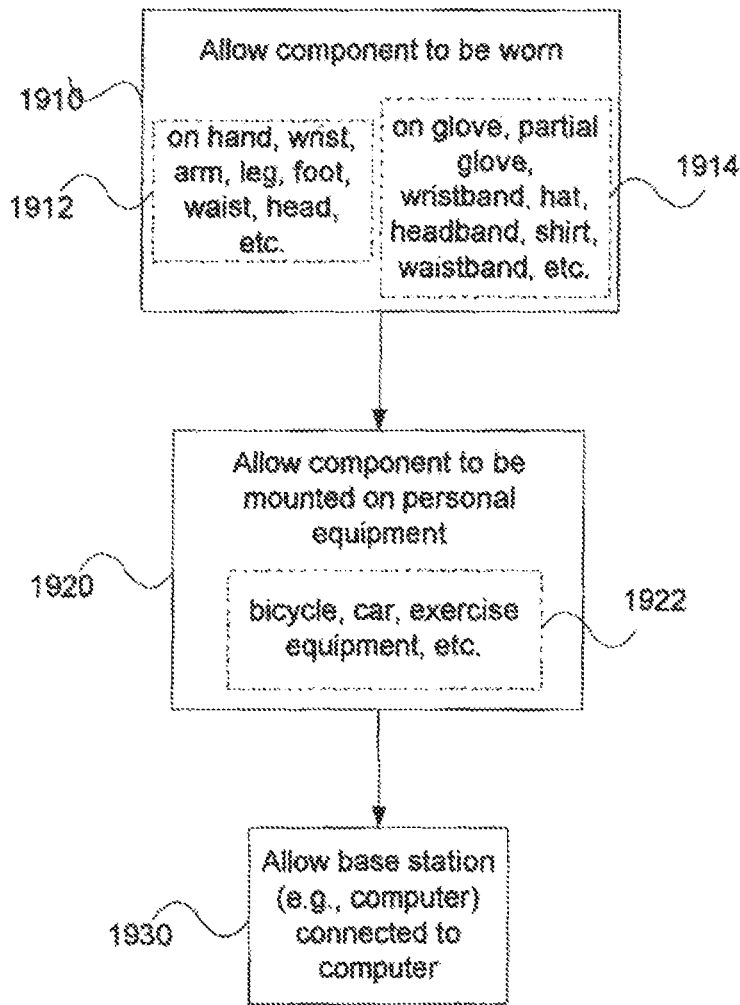 Allow component to be worn
1910
on hand, wrist,
arm, leg, foot,
waist, head,
etc.
1912
on glove, partial
glove,
wristband, hat,
headband, shirt,
waistband, etc.
1914
Allow component to be
mounted on personal
equipment
1920
bicycle, car, exercise
equipment, etc.
1922
Allow base station
(e.g., computer)
connected to
computer
1930